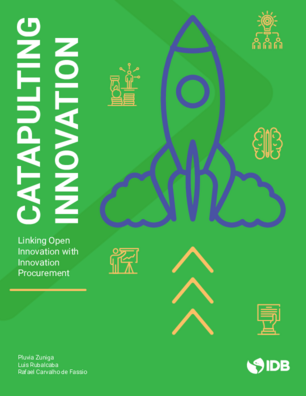 CATAPULTING
INNOVATION
Linking Open
Innovation with
Innovation
Procurement
Pluvia Zuniga
Luis Rubalcaba
Rafael Carvalho de Fassio
IDB